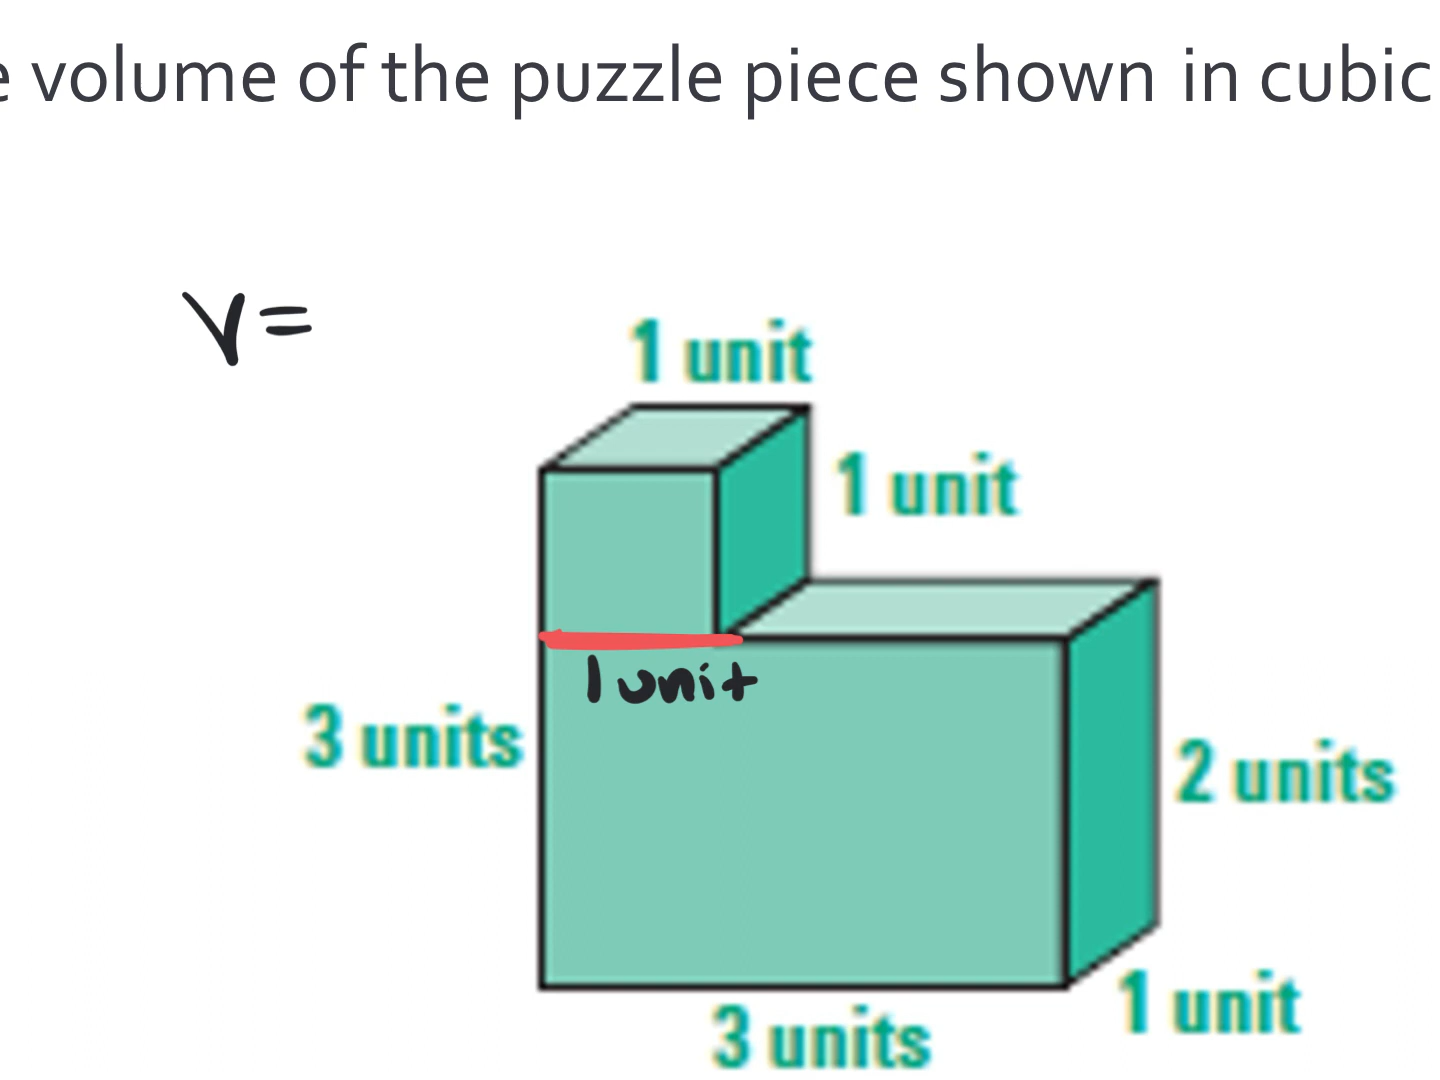 e volume of the puzzle piece shown in cubic
V=
1 unit
1 unit
1 unit
3 units
2 units
1 unit
3 units